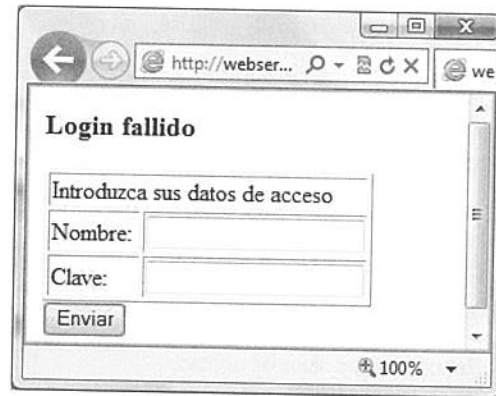 http://webser...
we
Login fallido
Introduzca sus datos de acceso
Nombre:
Clave:
Enviar
100%